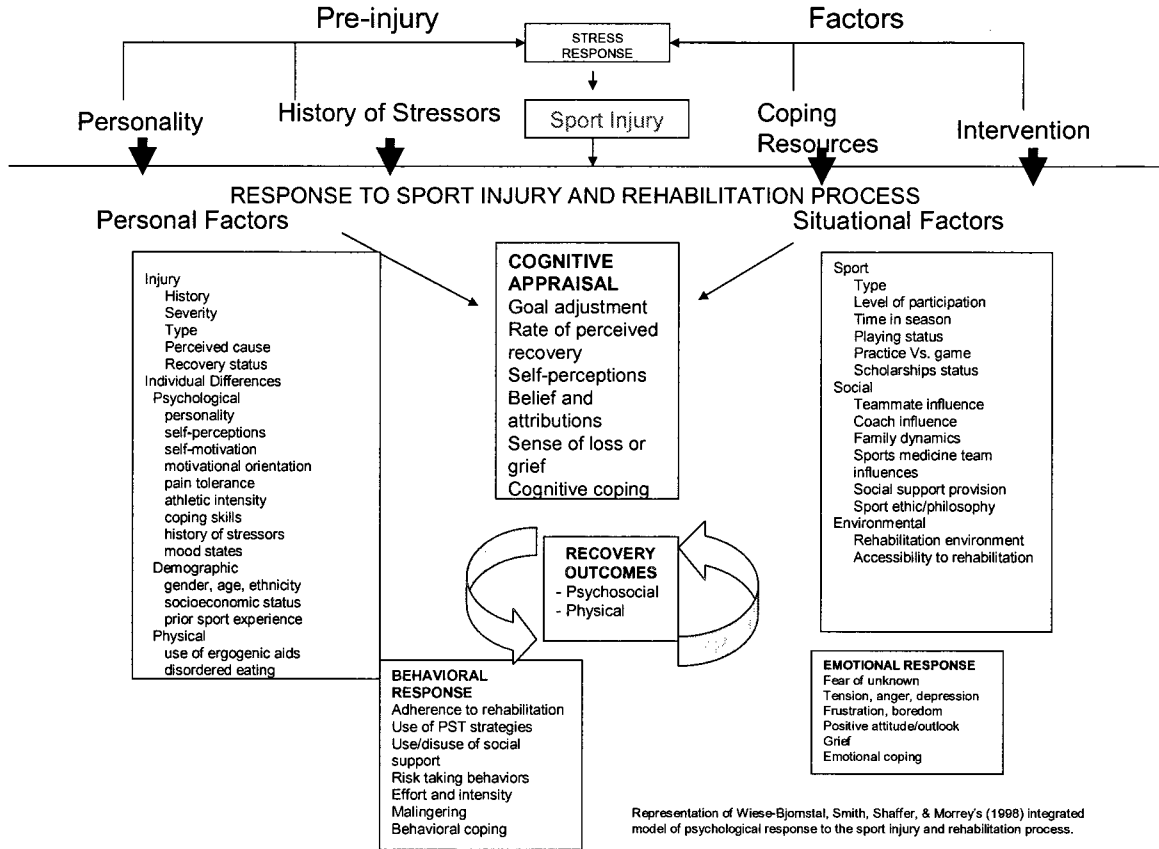 Pre-injury
Factors
STRESS
RESPONSE
Personality
History of Stressors
Sport Injury
Coping
Resources
Intervention
RESPONSE TO SPORT INJURY AND REHABILITATION PROCESS
Personal Factors
Situational Factors
Injury
History
Severity
Type
Perceived cause
Recovery status
Individual Differences
Psychological
personality
self-perceptions
self-motivation
motivational orientation
pain tolerance
athletic intensity
coping skills
history of stressors
mood states
Demographic
gender, age, ethnicity
socioeconomic status
prior sport experience
Physical
use of ergogenic aids
disordered eating
COGNITIVE
APPRAISAL
Goal adjustment
Rate of perceived
recovery
Self-perceptions
Belief and
attributions
Sense of loss or
grief
Cognitive coping
Sport
Type
Level of participation
Time in season
Playing status
Practice Vs. game
Scholarships status
Social
Teammate influence
Coach influence
Family dynamics
Sports medicine team
influences
Social support provision
Sport ethic/philosophy
Environmental
Rehabilitation environment
Accessibility to rehabilitation
RECOVERY
OUTCOMES
- Psychosocial
- Physical
BEHAVIORAL
RESPONSE
Adherence to rehabilitation
Use of PST strategies
Use/disuse of social
support
Risk taking behaviors
Effort and intensity
Malingering
Behavioral coping
EMOTIONAL RESPONSE
Fear of unknown
Tension, anger, depression
Frustration, boredom
Positive attitude/outlook
Grief
Emotional coping
Representation of Wiese-Bjornstal, Smith, Shaffer, & Morrey's (1998) integrated
model of psychological response to the sport injury and rehabilitation process.